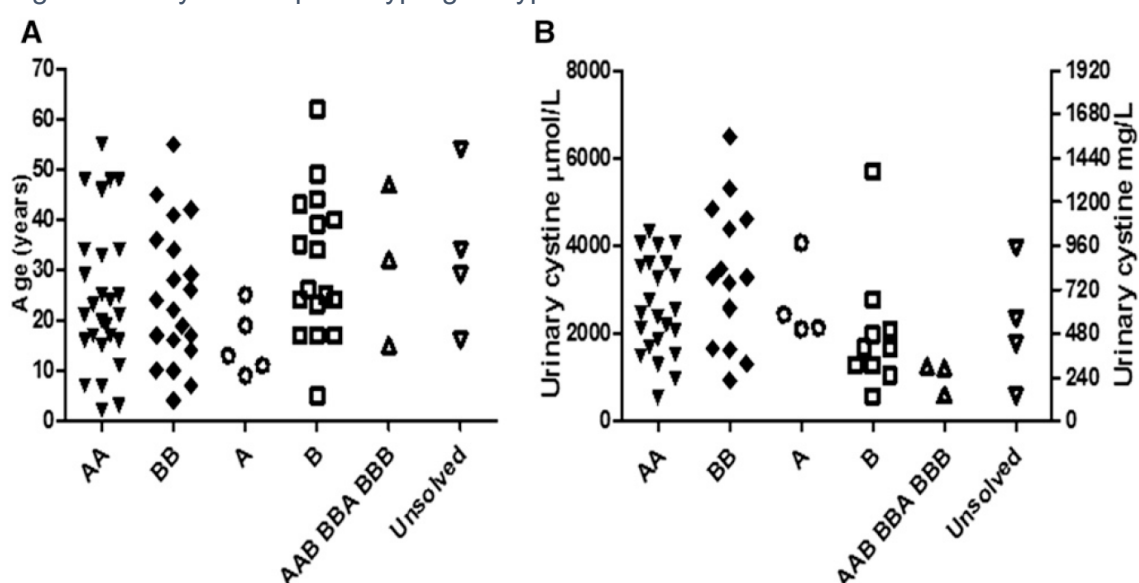 A
Age (years)
70
60
50
40
30
20
10
0
AA
BB
A
B
AAB BBA BBB
Unsolved
B
Urinary cystine µmol/L
8000
6000
4000
2000
0
Urinary cystine mg/L
1920
1680
1440
1200
960
720
480
240
0
AA
BB
A
B
AAB BBA BBB
Unsolved